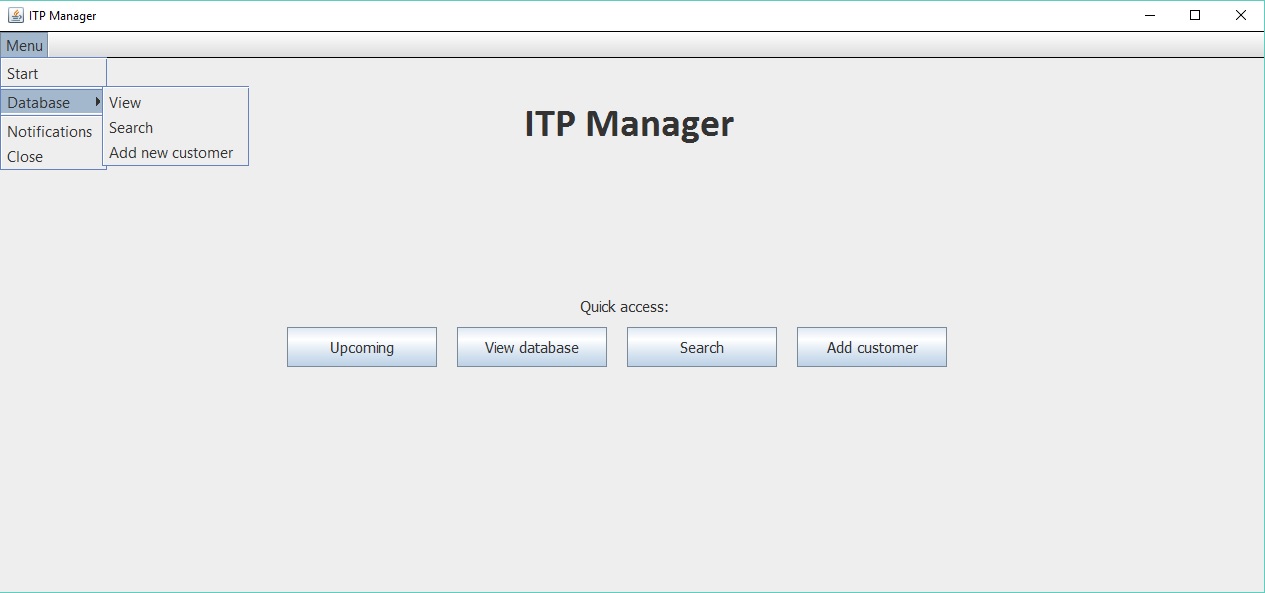 ITP Manager
Menu
Start
Database
View
Search
Notifications
Add new customer
Close
ITP Manager
Quick access:
Upcoming
View database
Search
Add customer